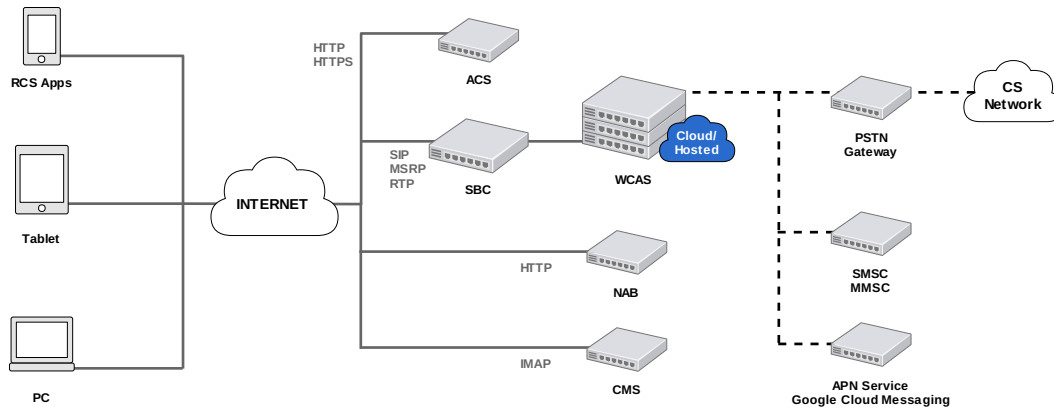 RCS Apps
Tablet
PC
INTERNET
HTTP
HTTPS
ACS
SIP
MSRP
RTP
SBC
Cloud/
Hosted
WCAS
HTTP
NAB
IMAP
CMS
PSTN
Gateway
CS
Network
SMSC
MMSC
APN Service
Google Cloud Messaging